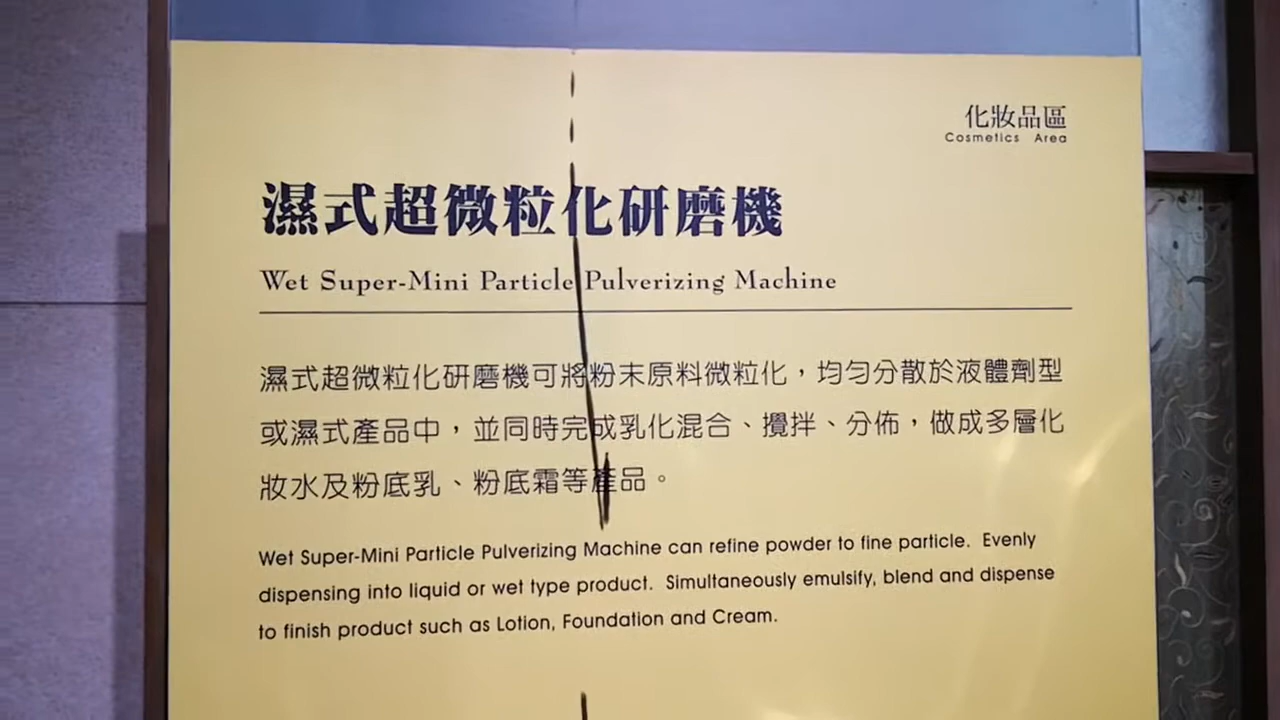 化妝品區
Cosmetics Area
濕式超微粒化研磨機
Wet Super-Mini Particle Pulverizing Machine
濕式超微粒化研磨機可將粉末原料微粒化，均勻分散於液體劑型
或濕式產品中，並同時完成乳化混合、攪拌、分佈，做成多層化
妝水及粉底乳、粉底霜等產品。
Wet Super-Mini Particle Pulverizing Machine can refine powder to fine particle. Evenly
dispensing into liquid or wet type product. Simultaneously emulsify, blend and dispense
to finish product such as Lotion, Foundation and Cream.